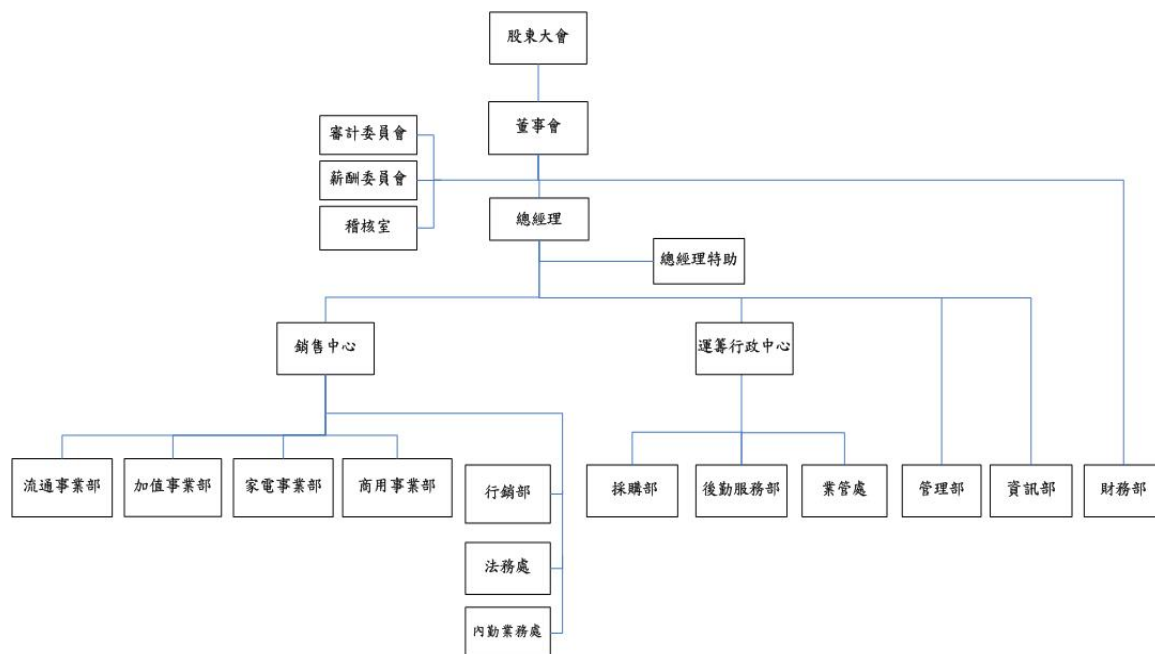 股東大會
董事會
審計委員會
薪酬委員會
稽核室
總經理
總經理特助
銷售中心
運籌行政中心
流通事業部
加值事業部
家電事業部
商用事業部
行銷部
法務處
內勤業務處
採購部
後勤服務部
業管處
管理部
資訊部
財務部